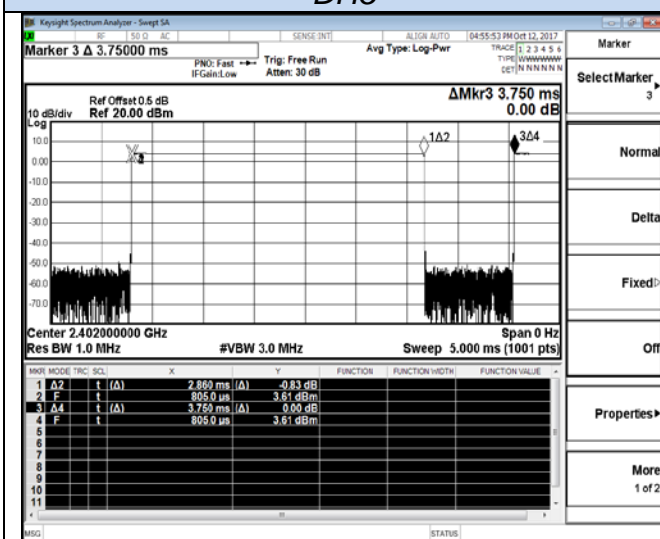 Keysight Spectrum Analyzer - Swept SA
RF 50 Ω AC SENSE:INT ALIGN AUTO 04:55:53 PM Oct 12, 2017
Marker 3 Δ 3.75000 ms
PNO: Fast
IFGain:Low
Trig: Free Run
Atten: 30 dB
Avg Type: Log-Pwr
TRACE 1 2 3 4 5 6
TYPE WWWWWW
DET N N N N N N
Ref Offset 0.5 dB
Ref 20.00 dBm
10 dB/div
Log
ΔMkr3 3.750 ms
0.00 dB
1Δ2
3Δ4
10.0
0.00
-10.0
-20.0
-30.0
-40.0
-50.0
-60.0
-70.0
Center 2.402000000 GHz Span 0 Hz
Res BW 1.0 MHz #VBW 3.0 MHz Sweep 5.000 ms (1001 pts)
MKR MODE TRC SCL X Y FUNCTION FUNCTION WIDTH FUNCTION VALUE
1 Δ2 t (Δ) 2.860 ms (Δ) -0.83 dB
2 F t 805.0 µs 3.61 dBm
3 Δ4 t (Δ) 3.750 ms (Δ) 0.00 dB
4 F t 805.0 µs 3.61 dBm
5
6
7
8
9
10
11
MSG STATUS
Marker
Select Marker
3
Normal
Delta
Fixed
Off
Properties
More
1 of 2